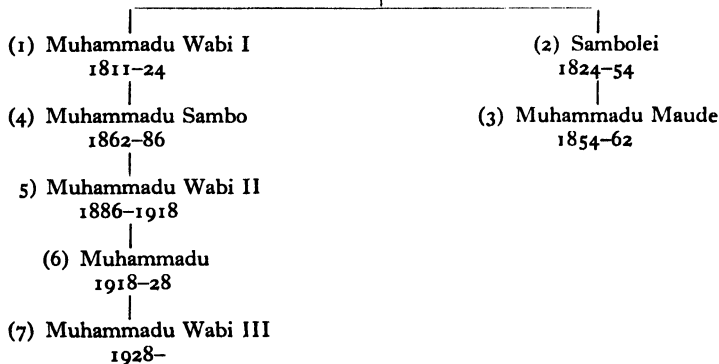 (1) Muhammadu Wabi I (2) Sambolei
1811–24 1824–54
(4) Muhammadu Sambo (3) Muhammadu Maude
1862–86 1854–62
5) Muhammadu Wabi II
1886–1918
(6) Muhammadu
1918–28
(7) Muhammadu Wabi III
1928–